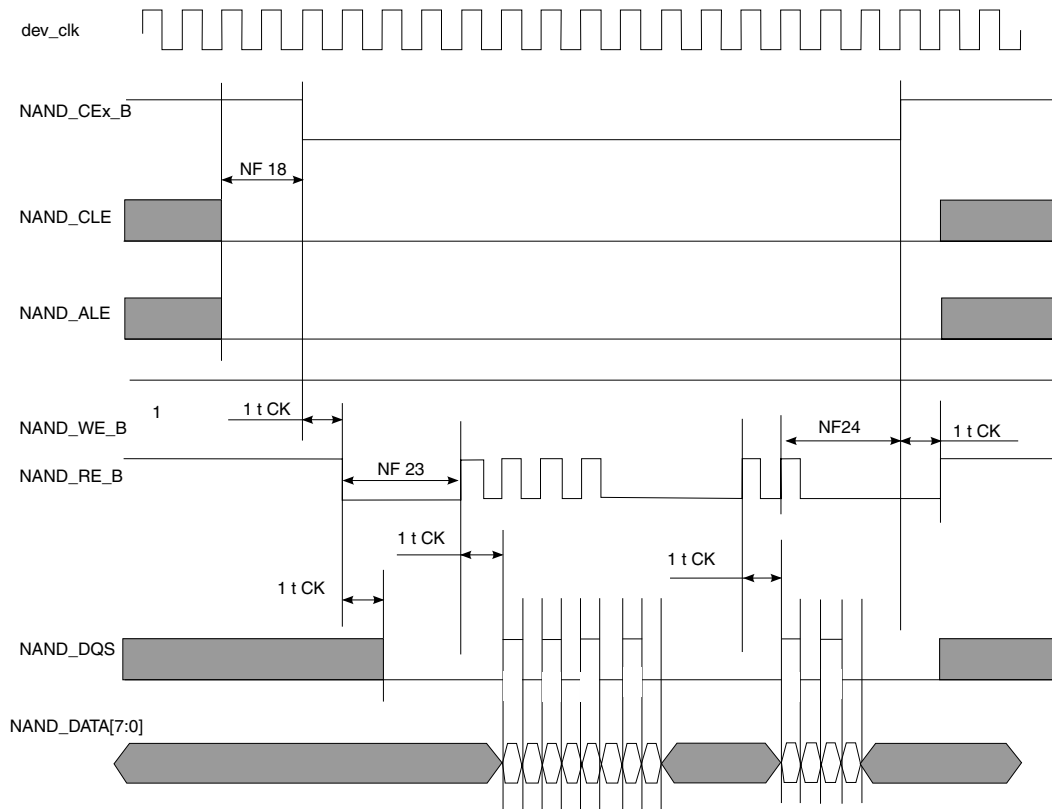 dev_clk
NAND_CEx_B
NF 18
NAND_CLE
NAND_ALE
1
1 t CK
NAND_WE_B
NF24
1 t CK
NAND_RE_B
NF 23
1 t CK
1 t CK
1 t CK
NAND_DQS
NAND_DATA[7:0]